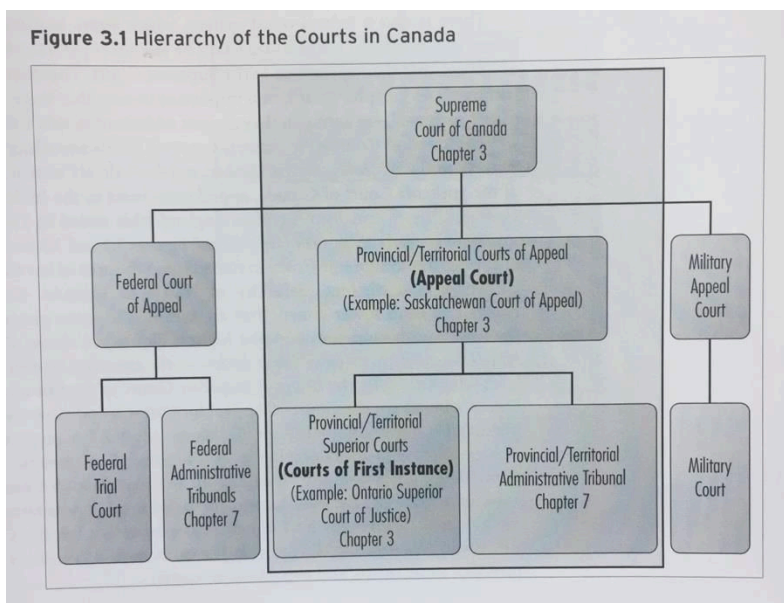 Figure 3.1 Hierarchy of the Courts in Canada
Supreme
Court of Canada
Chapter 3
Federal Court
of Appeal
Provincial/Territorial Courts of Appeal
(Appeal Court)
(Example: Saskatchewan Court of Appeal)
Chapter 3
Military
Appeal
Court
Federal
Trial
Court
Federal
Administrative
Tribunals
Chapter 7
Provincial/Territorial
Superior Courts
(Courts of First Instance)
(Example: Ontario Superior
Court of Justice)
Chapter 3
Provincial/Territorial
Administrative Tribunal
Chapter 7
Military
Court